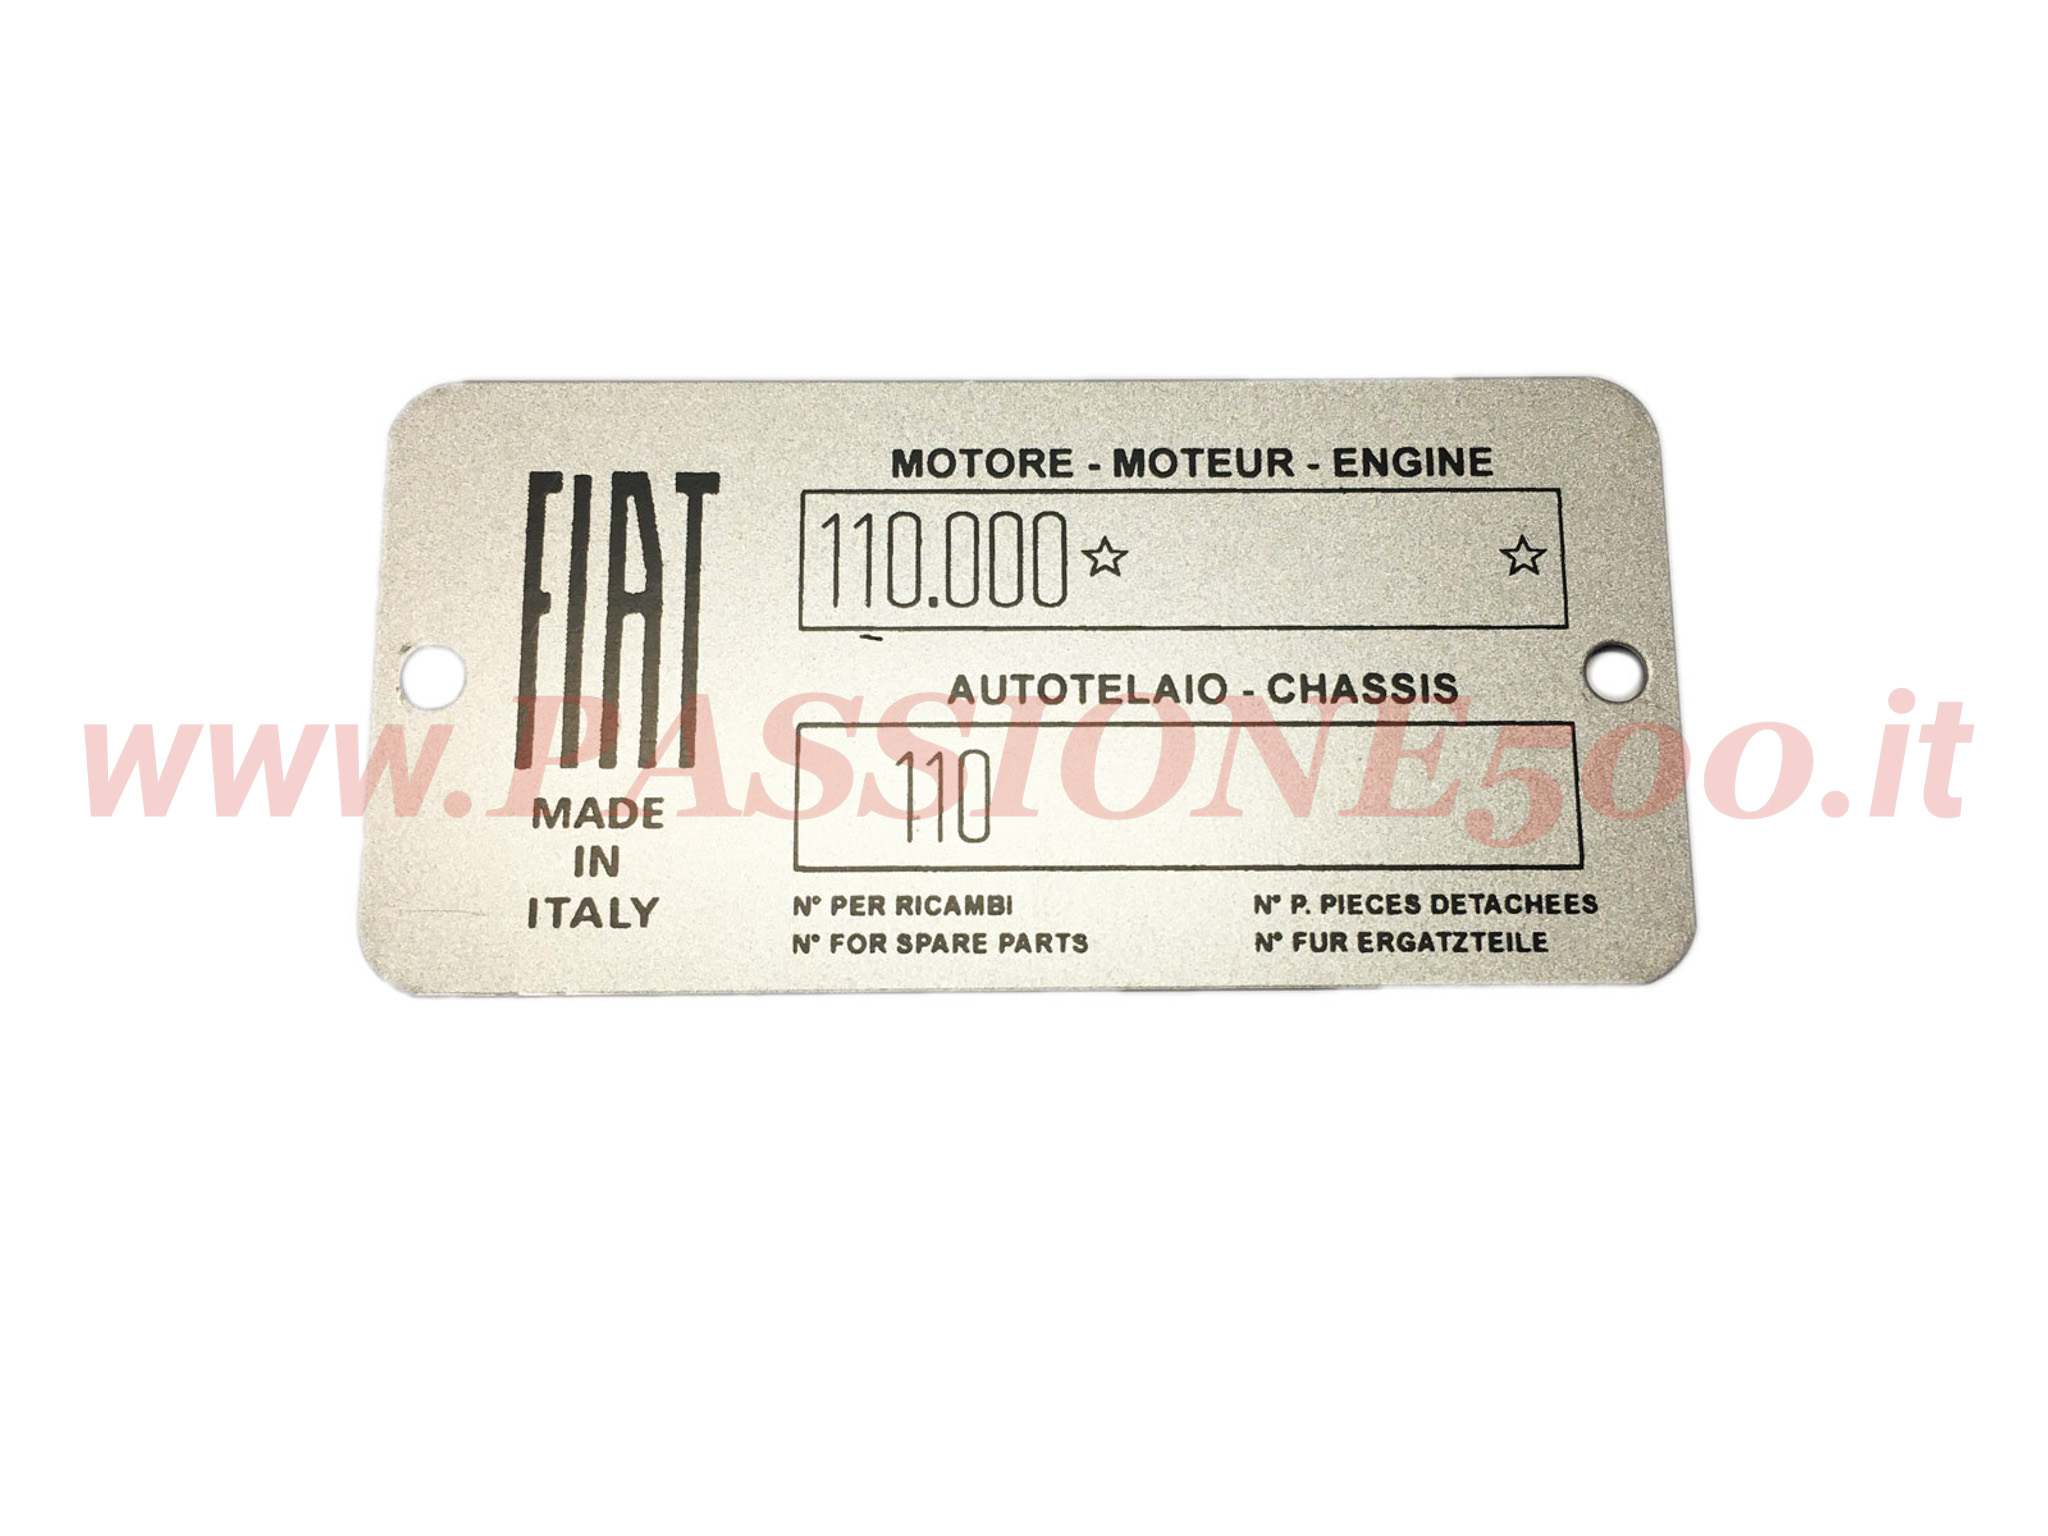 FIAT
MADE
IN
ITALY
MOTORE - MOTEUR - ENGINE
110.000☆ ☆
AUTOTELAIO - CHASSIS
110
N° PER RICAMBI N° P. PIECES DETACHEES
N° FOR SPARE PARTS N° FUR ERGATZTEILE
www.PASSIONE500.it